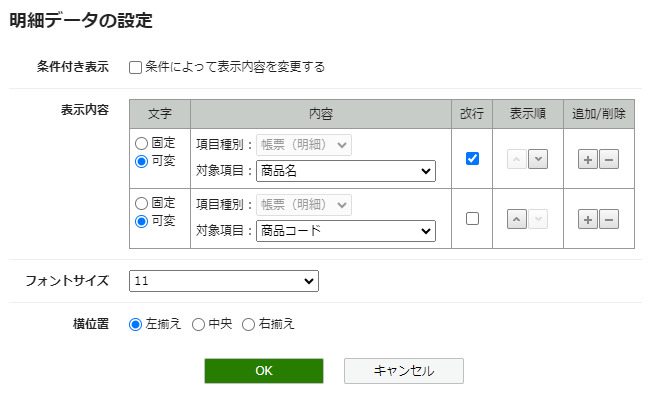 明細データの設定
条件付き表示 条件によって表示内容を変更する
表示内容 文字 内容 改行 表示順 追加/削除
固定
可変
項目種別： 帳票（明細）
対象項目： 商品名
固定
可変
項目種別： 帳票（明細）
対象項目： 商品コード
フォントサイズ 11
横位置 左揃え 中央 右揃え
OK キャンセル